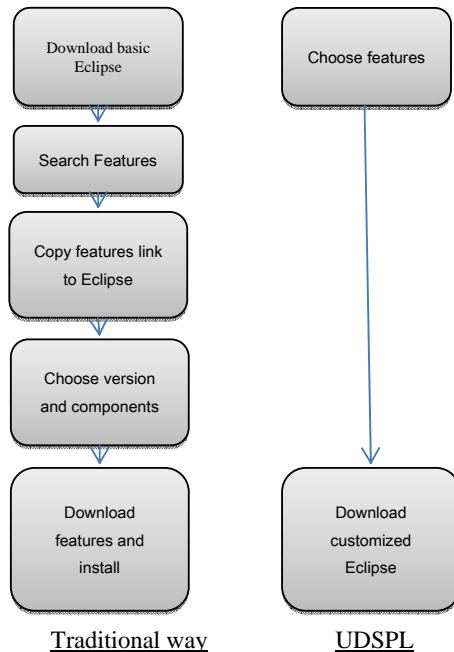 Download basic
Eclipse
Search Features
Copy features link
to Eclipse
Choose version
and components
Download
features and
install
Traditional way
Choose features
Download
customized
Eclipse
UDSPL